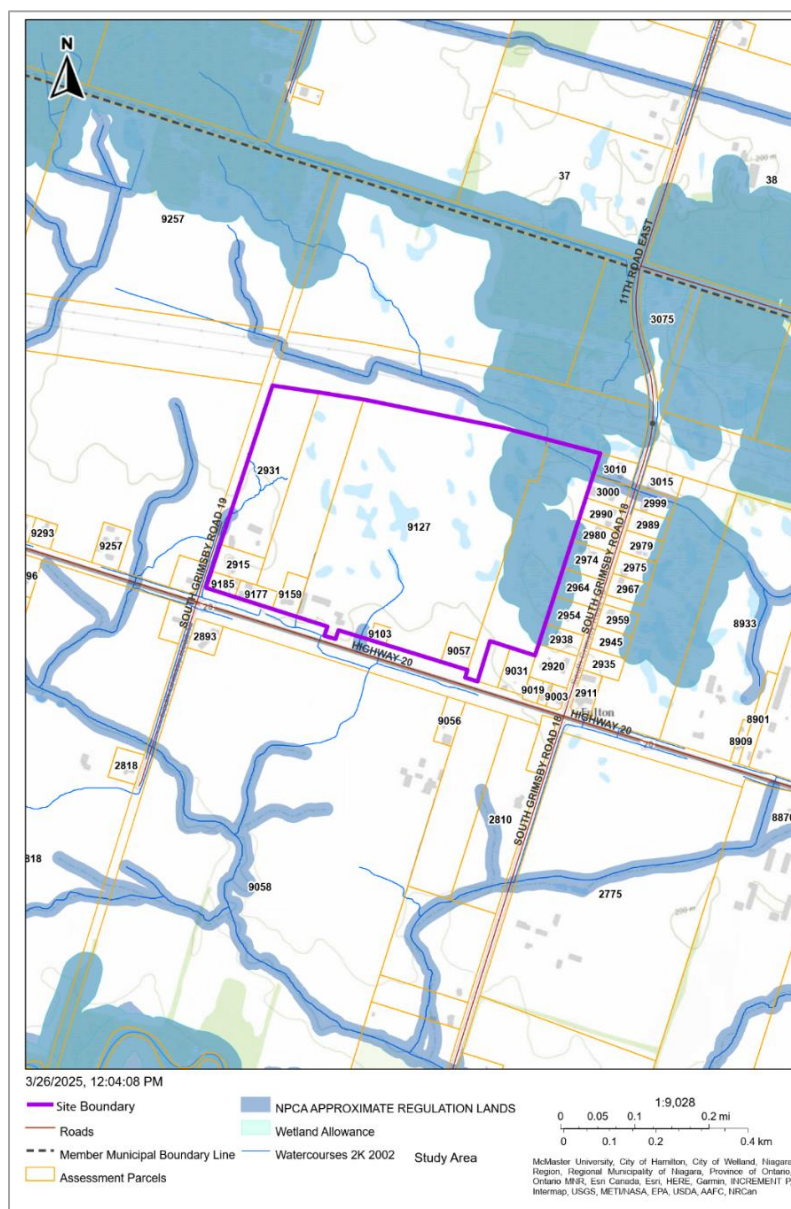 N
37
38
9257
11TH ROAD EAST
3075
2931
3010
3015
3000
2999
2990
9127
2989
2980
2979
SOUTH GRIMSBY ROAD 19
9293
9257
2974
2975
SOUTH GRIMSBY ROAD 18
96
2915
2964
2967
9185
9177
9159
2954
2959
8933
20
9103
2938
2945
2893
HIGHWAY 20
9057
9031
2920
2935
9019
9003
2911
Fulton
8901
9056
HIGHWAY 20
8909
20
2818
SOUTH GRIMSBY ROAD 18
2810
8870
818
9058
2775
200 m
3/26/2025, 12:04:08 PM
Site Boundary
Roads
Member Municipal Boundary Line
Assessment Parcels
NPCA APPROXIMATE REGULATION LANDS
Wetland Allowance
Watercourses 2K 2002
Study Area
1:9,028
0 0.05 0.1 0.2 mi
0 0.1 0.2 0.4 km
McMaster University, City of Hamilton, City of Welland, Niagara
Region, Regional Municipality of Niagara, Province of Ontario,
Ontario MNR, Esri Canada, Esri, HERE, Garmin, INCREMENT P,
Intermap, USGS, METI/NASA, EPA, USDA, AAFC, NRCan